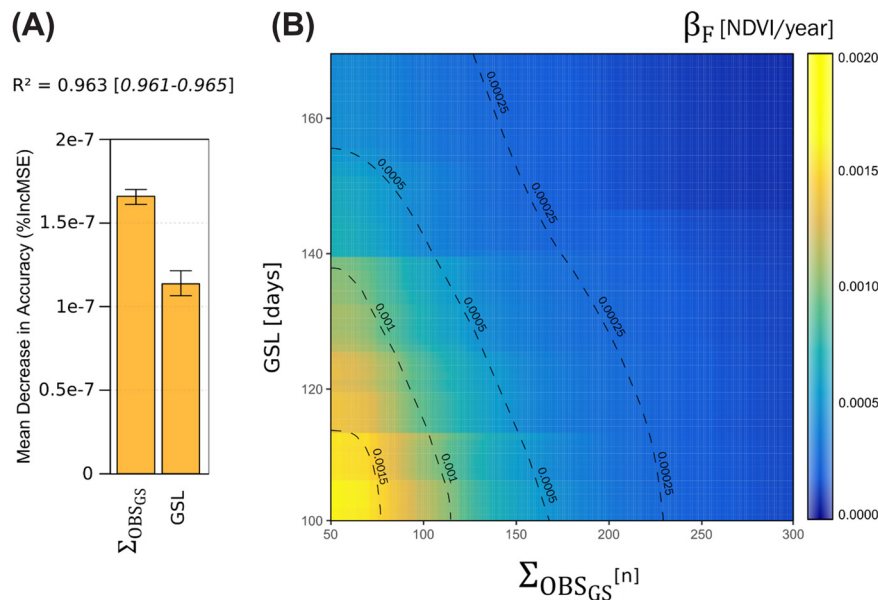 (A)
R² = 0.963 [0.961-0.965]
Mean Decrease in Accuracy (%IncMSE)
2e-7
1.5e-7
1e-7
0.5e-7
0
ΣOBSGS
GSL
(B)
βF [NDVI/year]
GSL [days]
160
140
120
100
50
100
150
200
250
300
ΣOBSGS [n]
0.00025
0.00025
0.00025
0.00025
0.0005
0.0005
0.0005
0.001
0.001
0.0015
0.0020
0.0015
0.0010
0.0005
0.0000